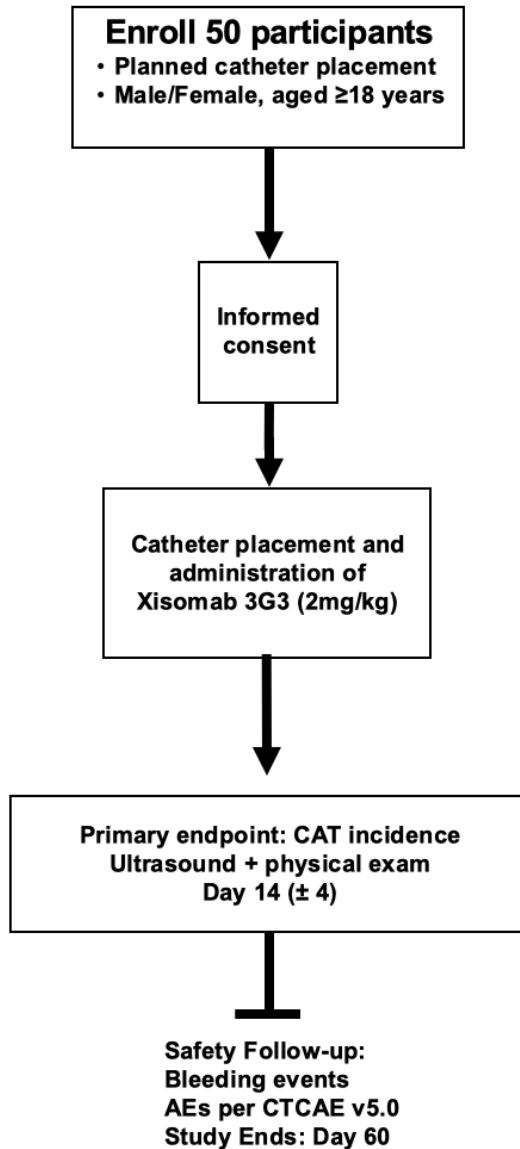 Enroll 50 participants
• Planned catheter placement
• Male/Female, aged ≥18 years
Informed
consent
Catheter placement and
administration of
Xisomab 3G3 (2mg/kg)
Primary endpoint: CAT incidence
Ultrasound + physical exam
Day 14 (± 4)
Safety Follow-up:
Bleeding events
AEs per CTCAE v5.0
Study Ends: Day 60